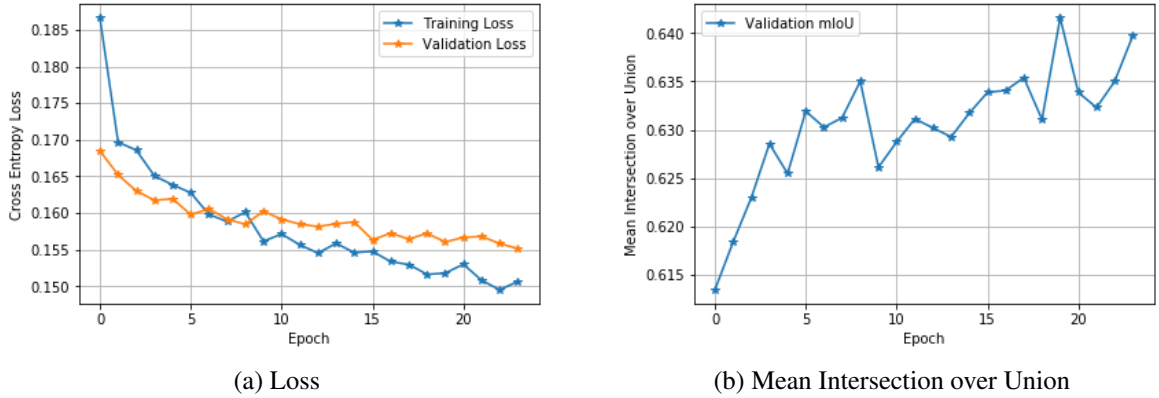 0.185
0.180
0.175
0.170
0.165
0.160
0.155
0.150
Cross Entropy Loss
0
5
10
15
20
Epoch
Training Loss
Validation Loss
(a) Loss
0.640
0.635
0.630
0.625
0.620
0.615
Mean Intersection over Union
0
5
10
15
20
Epoch
Validation mIoU
(b) Mean Intersection over Union